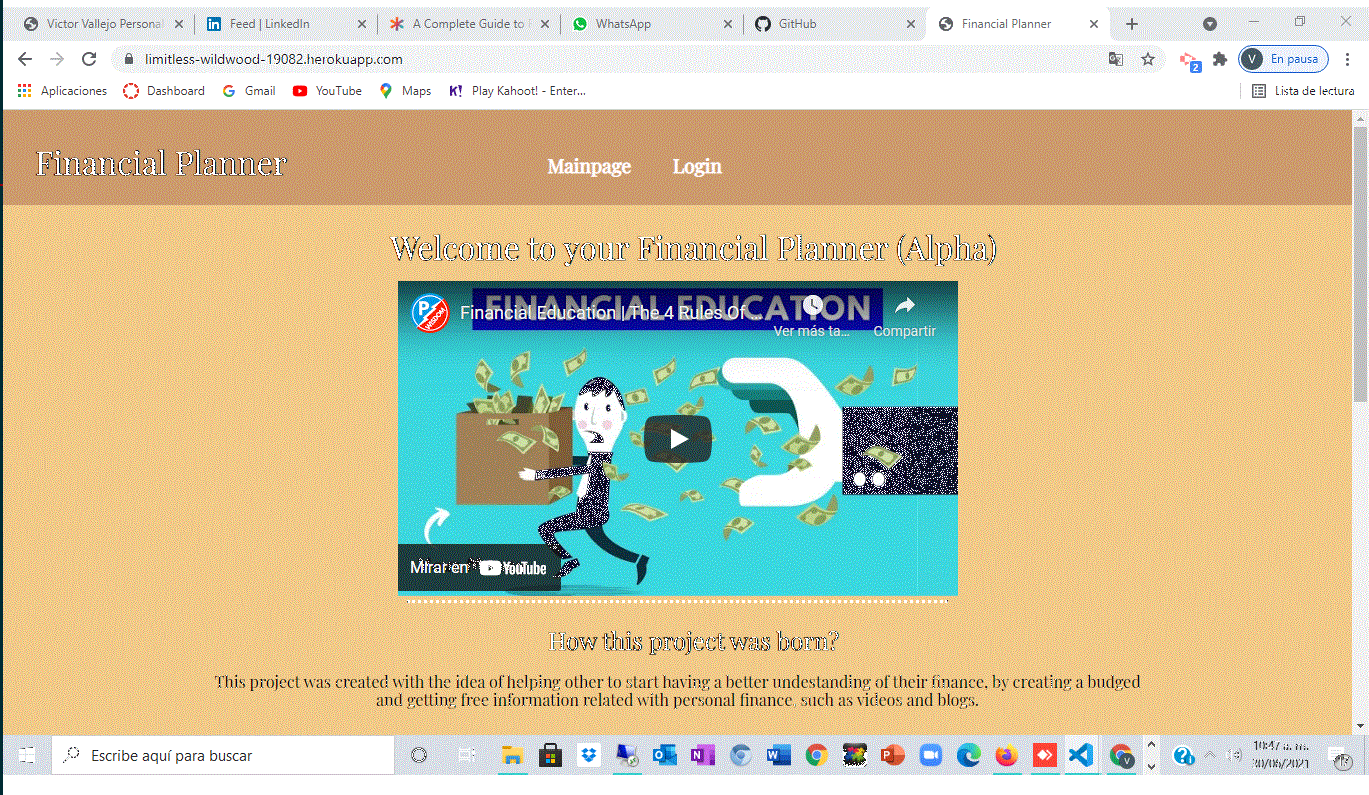 Victor Vallejo Personal
Feed | LinkedIn
A Complete Guide to
WhatsApp
GitHub
Financial Planner
limitless-wildwood-19082.herokuapp.com
2
V
En pausa
Aplicaciones
Dashboard
Gmail
YouTube
Maps
K!
Play Kahoot! - Enter...
Lista de lectura
Financial Planner
Mainpage
Login
Welcome to your Financial Planner (Alpha)
FINANCIAL EDUCATION
Financial Education | The 4 Rules Of ...
Ver más ta...
Compartir
Mirar en YouTube
How this project was born?
This project was created with the idea of helping other to start having a better undestanding of their finance, by creating a budged
and getting free information related with personal finance, such as videos and blogs.
Escribe aquí para buscar
10:47 a. m.
30/06/2021